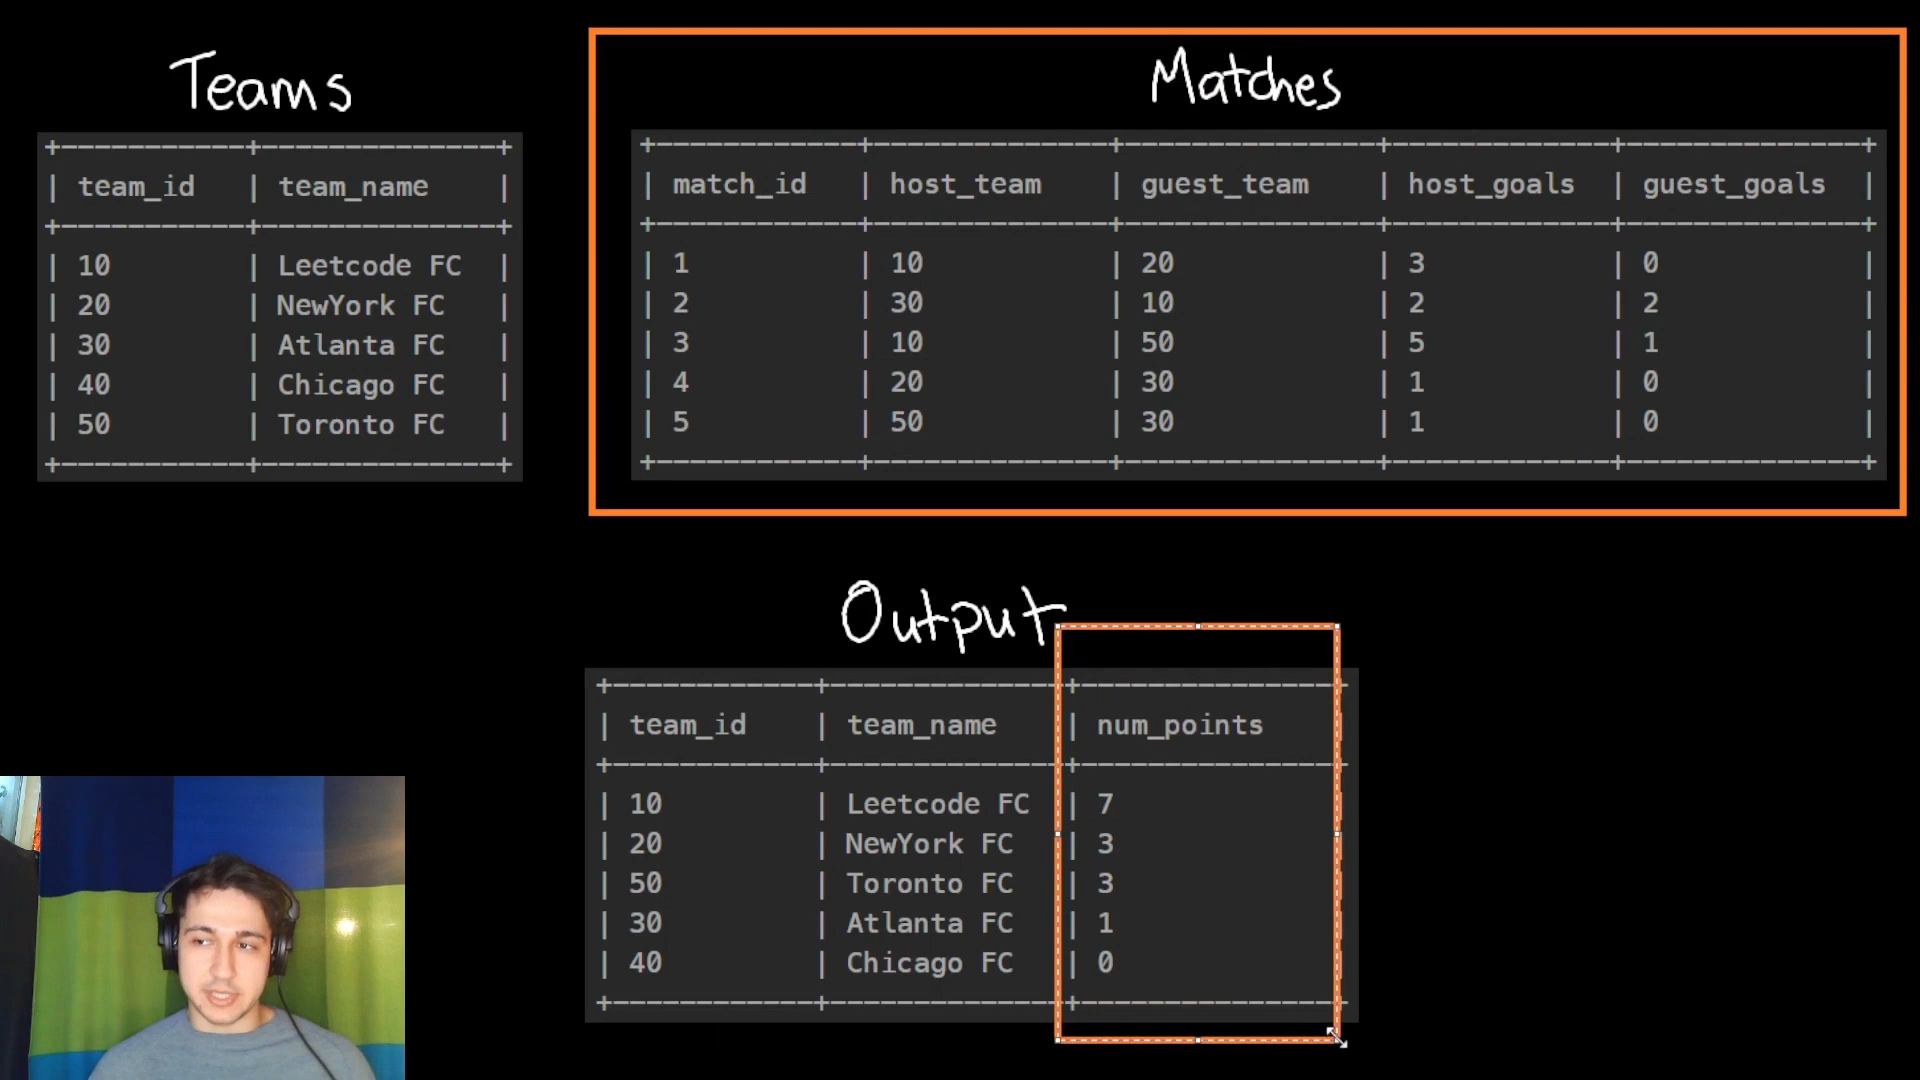 Teams
+-----------+--------------+
| team_id | team_name |
+-----------+--------------+
| 10 | Leetcode FC |
| 20 | NewYork FC |
| 30 | Atlanta FC |
| 40 | Chicago FC |
| 50 | Toronto FC |
+-----------+--------------+
Matches
+------------+--------------+---------------+-------------+--------------+
| match_id | host_team | guest_team | host_goals | guest_goals |
+------------+--------------+---------------+-------------+--------------+
| 1 | 10 | 20 | 3 | 0 |
| 2 | 30 | 10 | 2 | 2 |
| 3 | 10 | 50 | 5 | 1 |
| 4 | 20 | 30 | 1 | 0 |
| 5 | 50 | 30 | 1 | 0 |
+------------+--------------+---------------+-------------+--------------+
Output
+------------+--------------+---------------+
| team_id | team_name | num_points |
+------------+--------------+---------------+
| 10 | Leetcode FC | 7 |
| 20 | NewYork FC | 3 |
| 50 | Toronto FC | 3 |
| 30 | Atlanta FC | 1 |
| 40 | Chicago FC | 0 |
+------------+--------------+---------------+